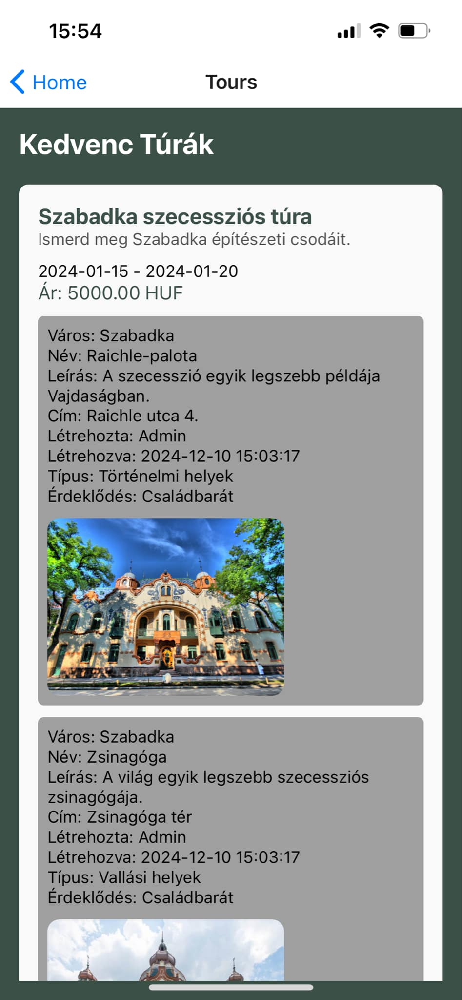 15:54
Home
Tours
Kedvenc Túrák
Szabadka szecessziós túra
Ismerd meg Szabadka építészeti csodáit.
2024-01-15 - 2024-01-20
Ár: 5000.00 HUF
Város: Szabadka
Név: Raichle-palota
Leírás: A szecesszió egyik legszebb példája
Vajdaságban.
Cím: Raichle utca 4.
Létrehozta: Admin
Létrehozva: 2024-12-10 15:03:17
Típus: Történelmi helyek
Érdeklődés: Családbarát
Város: Szabadka
Név: Zsinagóga
Leírás: A világ egyik legszebb szecessziós
zsinagógája.
Cím: Zsinagóga tér
Létrehozta: Admin
Létrehozva: 2024-12-10 15:03:17
Típus: Vallási helyek
Érdeklődés: Családbarát